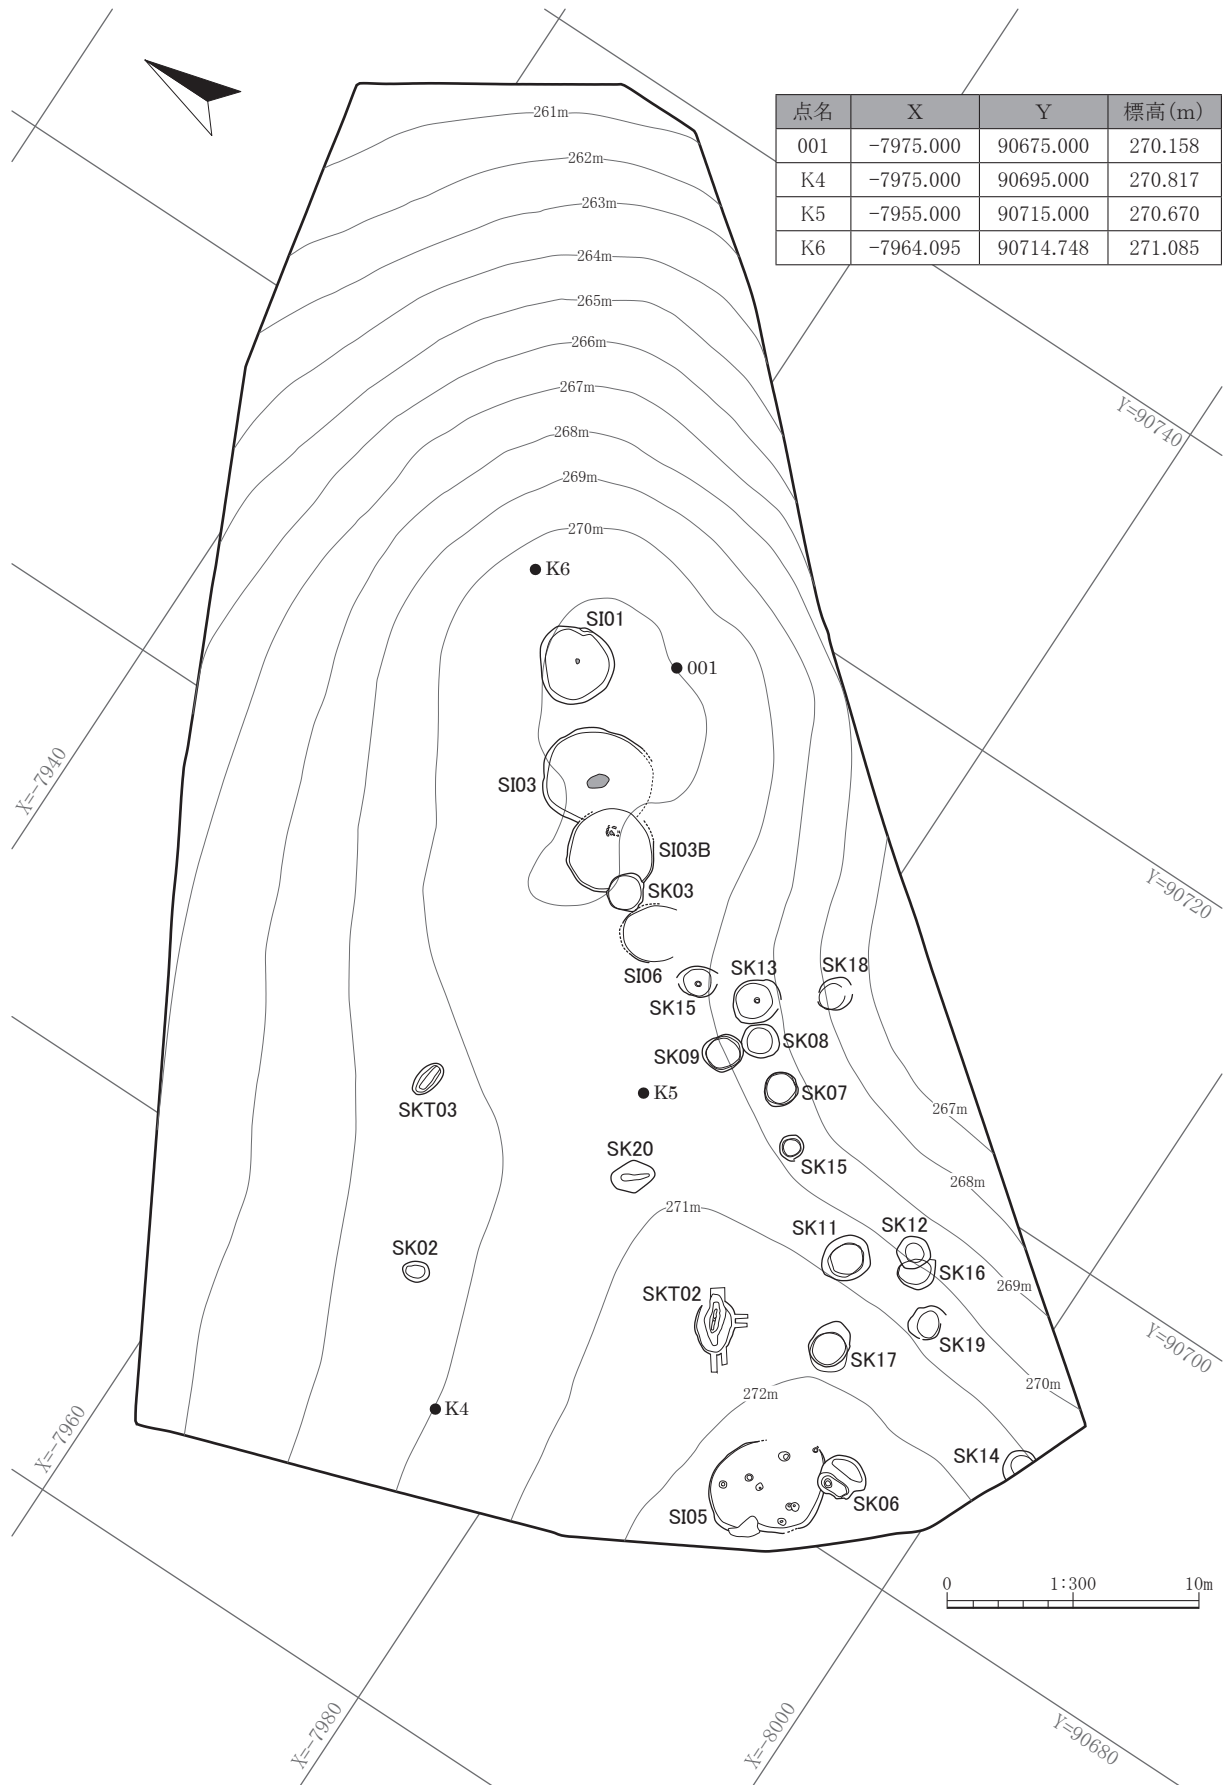 点名 X Y 標高(m)
001 -7975.000 90675.000 270.158
K4 -7975.000 90695.000 270.817
K5 -7955.000 90715.000 270.670
K6 -7964.095 90714.748 271.085
261m
262m
263m
264m
265m
266m
267m
268m
269m
270m
Y=90740
K6
SI01
001
X=-7940
SI03
SI03B
SK03
Y=90720
SI06
SK15
SK13
SK18
SK09
SK08
SKT03
K5
SK07
267m
SK20
SK15
268m
271m
SK11
SK12
SK02
SK16
269m
SKT02
SK19
Y=90700
SK17
270m
272m
K4
X=-7960
SK14
SI05
SK06
0 1:300 10m
X=-7980
X=-8000
Y=90680